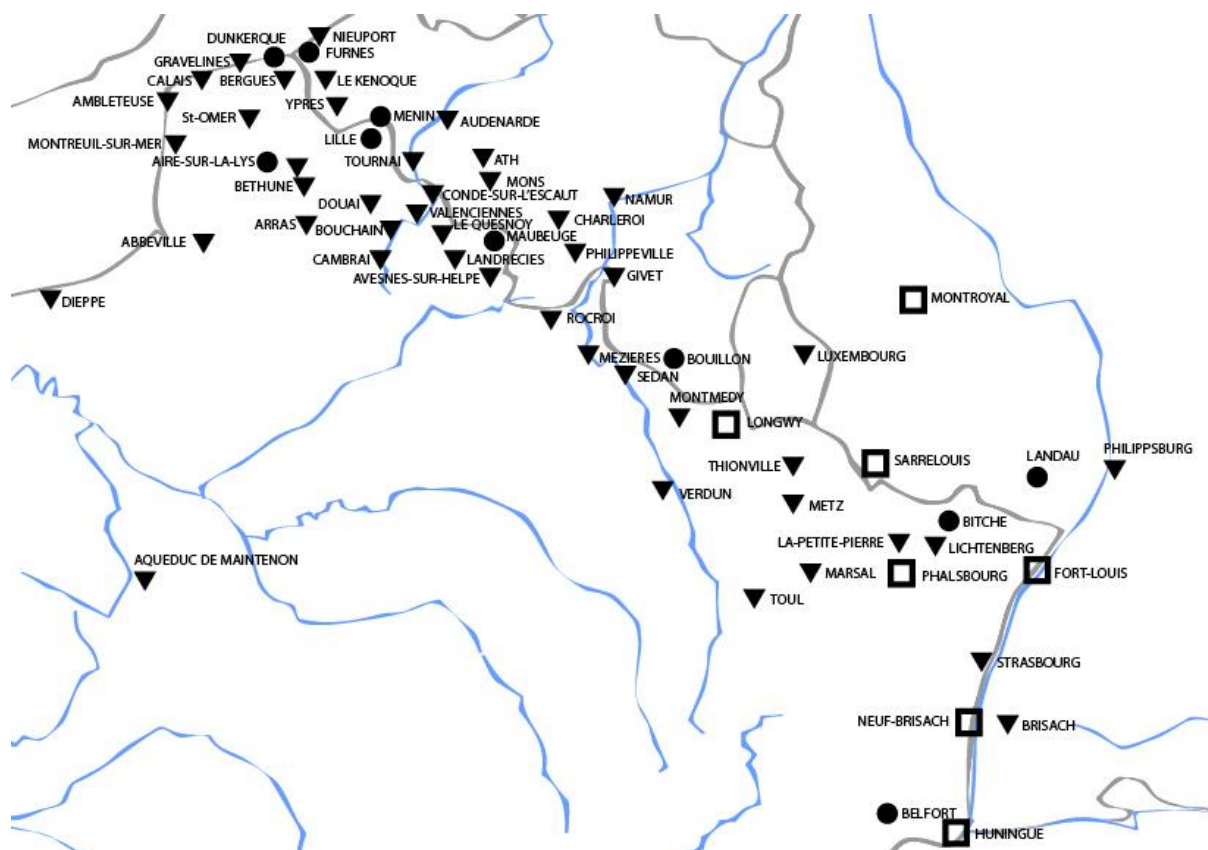 NIEUPORT
DUNKERQUE
FURNES
GRAVELINES
CALAIS
BERGUES
LE KENOQUE
AMBLETEUSE
YPRES
St-OMER
MENIN
AUDENARDE
MONTREUIL-SUR-MER
LILLE
AIRE-SUR-LA-LYS
TOURNAI
ATH
BETHUNE
MONS
CONDE-SUR-L'ESCAUT
NAMUR
DOUAI
VALENCIENNES
CHARLEROI
ARRAS
BOUCHAIN
LE QUESNOY
MAUBEUGE
ABBEVILLE
PHILIPPEVILLE
CAMBRAI
LANDRECIES
AVESNES-SUR-HELPE
GIVET
DIEPPE
MONTROYAL
ROCROI
MEZIERES
BOUILLON
LUXEMBOURG
SEDAN
MONTMEDY
LONGWY
PHILIPPSBURG
LANDAU
SARRELOUIS
THIONVILLE
VERDUN
METZ
BITCHE
LA-PETITE-PIERRE
LICHTENBERG
AQUEDUC DE MAINTENON
MARSAL
PHALSBOURG
FORT-LOUIS
TOUL
STRASBOURG
NEUF-BRISACH
BRISACH
BELFORT
HUNINGUE